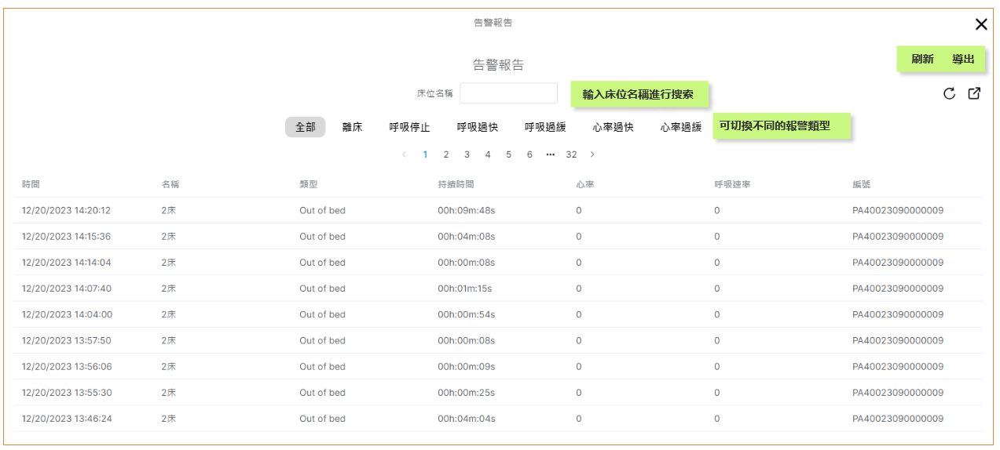 告警報告
刷新 導出
告警報告
床位名稱 輸入床位名稱進行搜索
全部 離床 呼吸停止 呼吸過快 呼吸過緩 心率過快 心率過緩 可切換不同的報警類型
< 1 2 3 4 5 6 ••• 32 >
時間 名稱 類型 持續時間 心率 呼吸速率 編號
12/20/2023 14:20:12 2床 Out of bed 00h:09m:48s 0 0 PA40023090000009
12/20/2023 14:15:36 2床 Out of bed 00h:04m:08s 0 0 PA40023090000009
12/20/2023 14:14:04 2床 Out of bed 00h:00m:08s 0 0 PA40023090000009
12/20/2023 14:07:40 2床 Out of bed 00h:01m:15s 0 0 PA40023090000009
12/20/2023 14:04:00 2床 Out of bed 00h:00m:54s 0 0 PA40023090000009
12/20/2023 13:57:50 2床 Out of bed 00h:00m:08s 0 0 PA40023090000009
12/20/2023 13:56:06 2床 Out of bed 00h:00m:09s 0 0 PA40023090000009
12/20/2023 13:55:30 2床 Out of bed 00h:00m:25s 0 0 PA40023090000009
12/20/2023 13:46:24 2床 Out of bed 00h:04m:04s 0 0 PA40023090000009